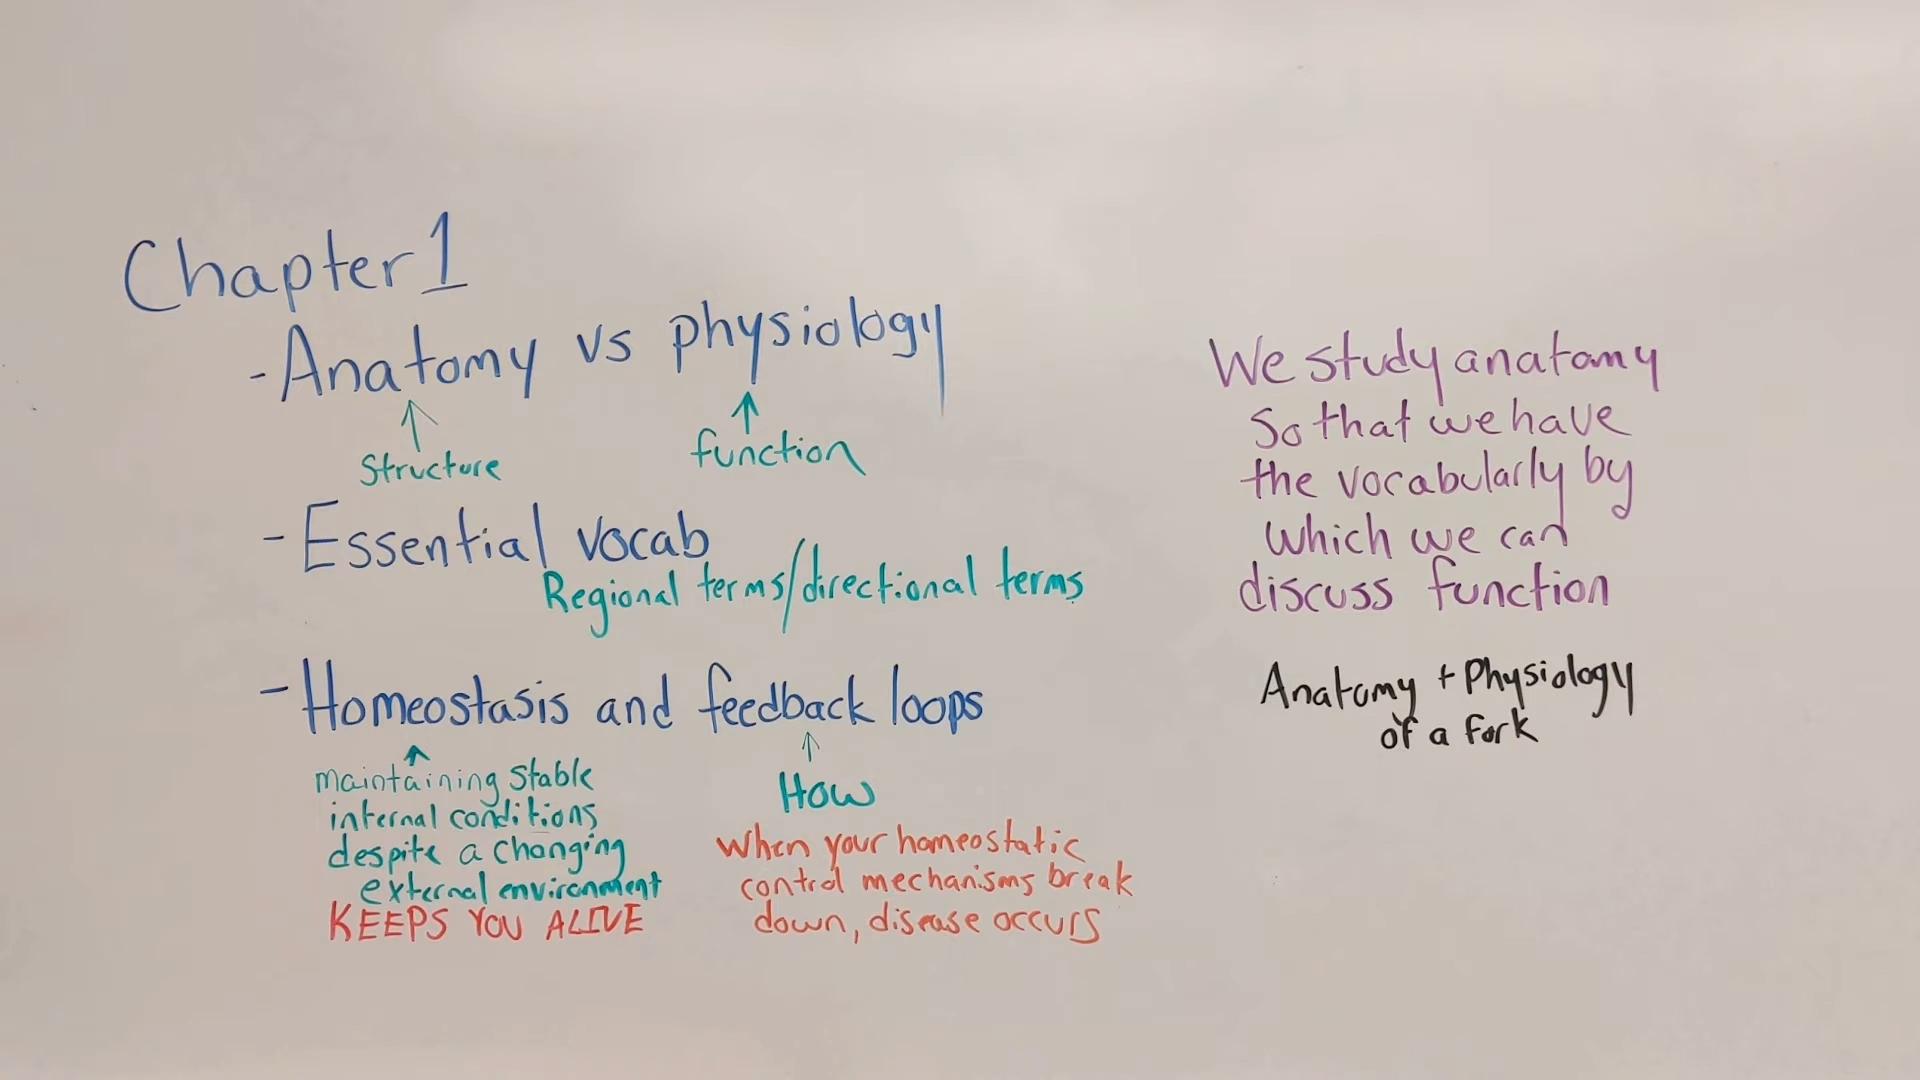 Chapter 1
- Anatomy vs physiology
↑ ↑
Structure function
- Essential vocab
Regional terms/directional terms
- Homeostasis and feedback loops
↑ ↑
maintaining stable
internal conditions
despite a changing
external environment
KEEPS YOU ALIVE
How
When your homeostatic
control mechanisms break
down, disease occurs
We study anatomy
So that we have
the vocabularly by
which we can
discuss function
Anatomy + Physiology
of a fork